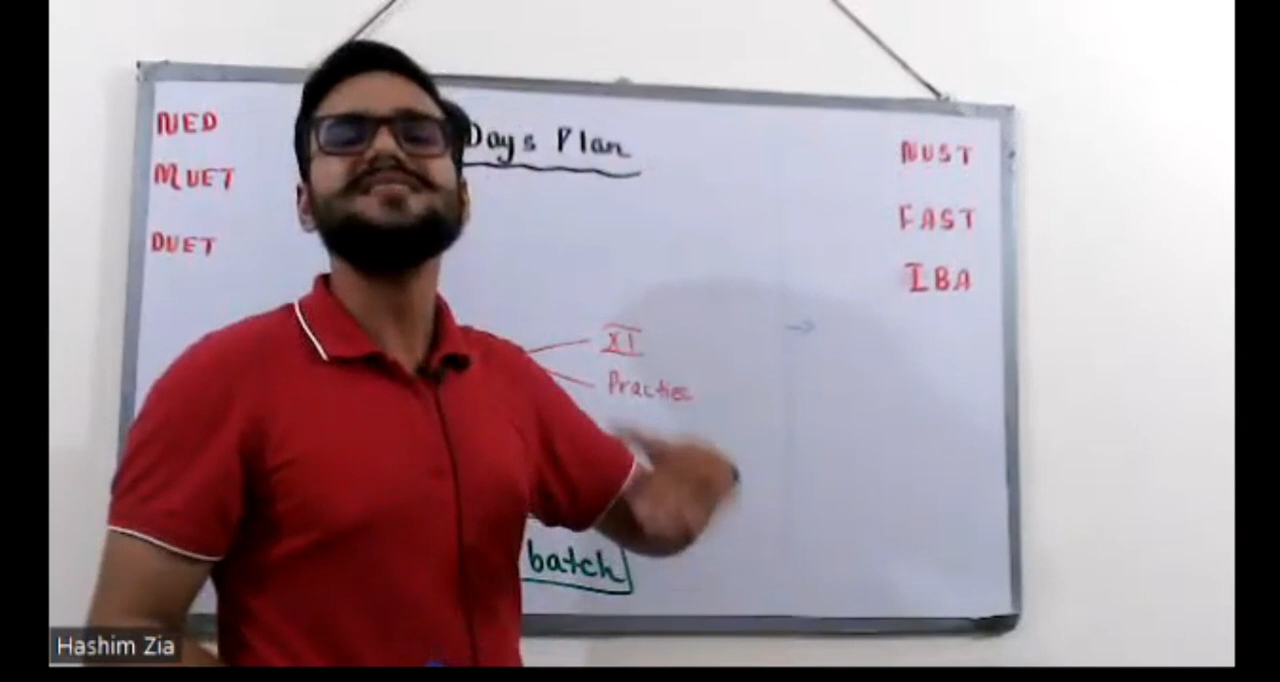 NED
MUET
DUET
Days Plan
NUST
FAST
IBA
XI
Practice
batch
Hashim Zia